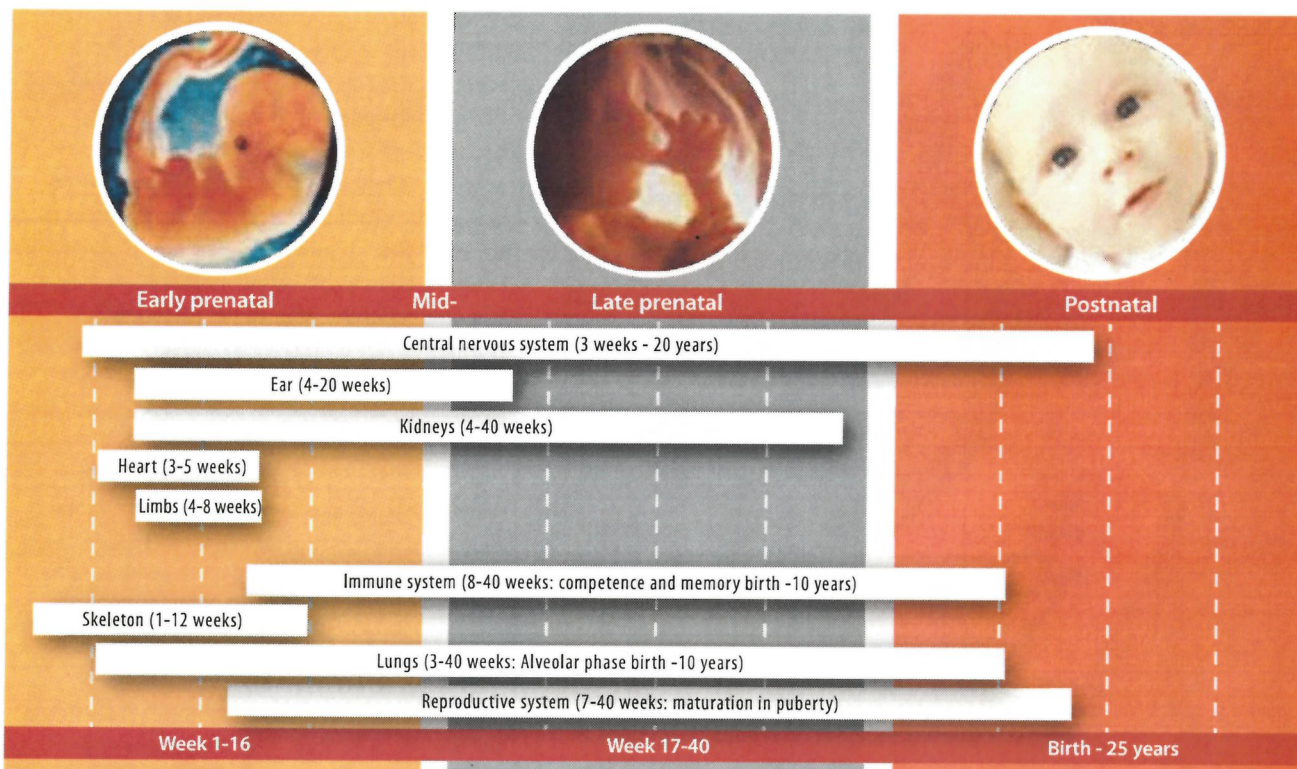 Early prenatal Mid- Late prenatal Postnatal
Central nervous system (3 weeks - 20 years)
Ear (4-20 weeks)
Kidneys (4-40 weeks)
Heart (3-5 weeks)
Limbs (4-8 weeks)
Immune system (8-40 weeks: competence and memory birth -10 years)
Skeleton (1-12 weeks)
Lungs (3-40 weeks: Alveolar phase birth -10 years)
Reproductive system (7-40 weeks: maturation in puberty)
Week 1-16 Week 17-40 Birth - 25 years